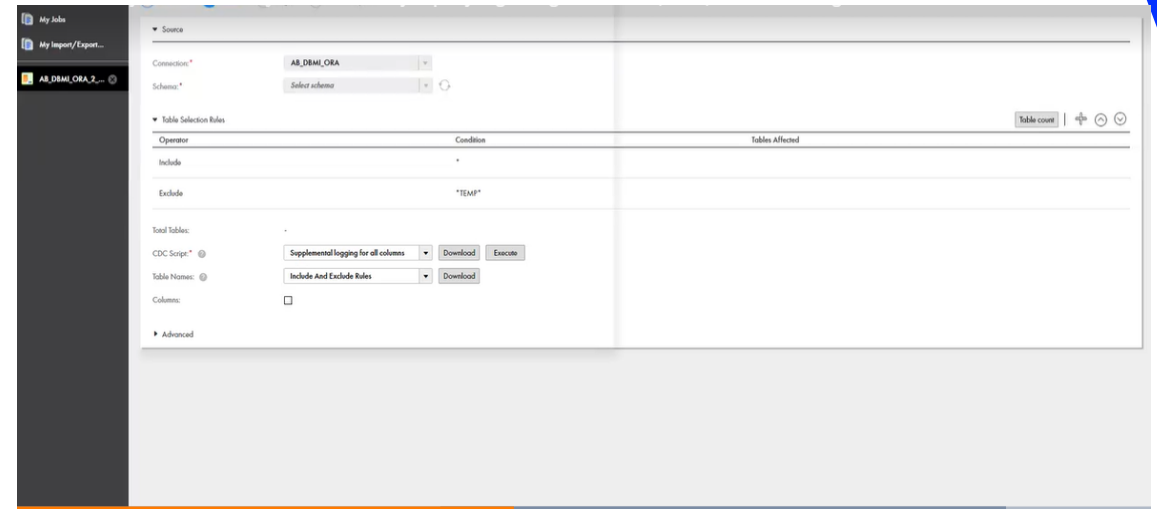 My Jobs
My Import/Export...
AB_DBMI_ORA_2_...
Source
Connection:* AB_DBMI_ORA
Schema:* Select schema
Table Selection Rules Table count
Operator Condition Tables Affected
Include *
Exclude *TEMP*
Total Tables: -
CDC Script:* Supplemental logging for all columns Download Execute
Table Names: Include And Exclude Rules Download
Columns:
Advanced